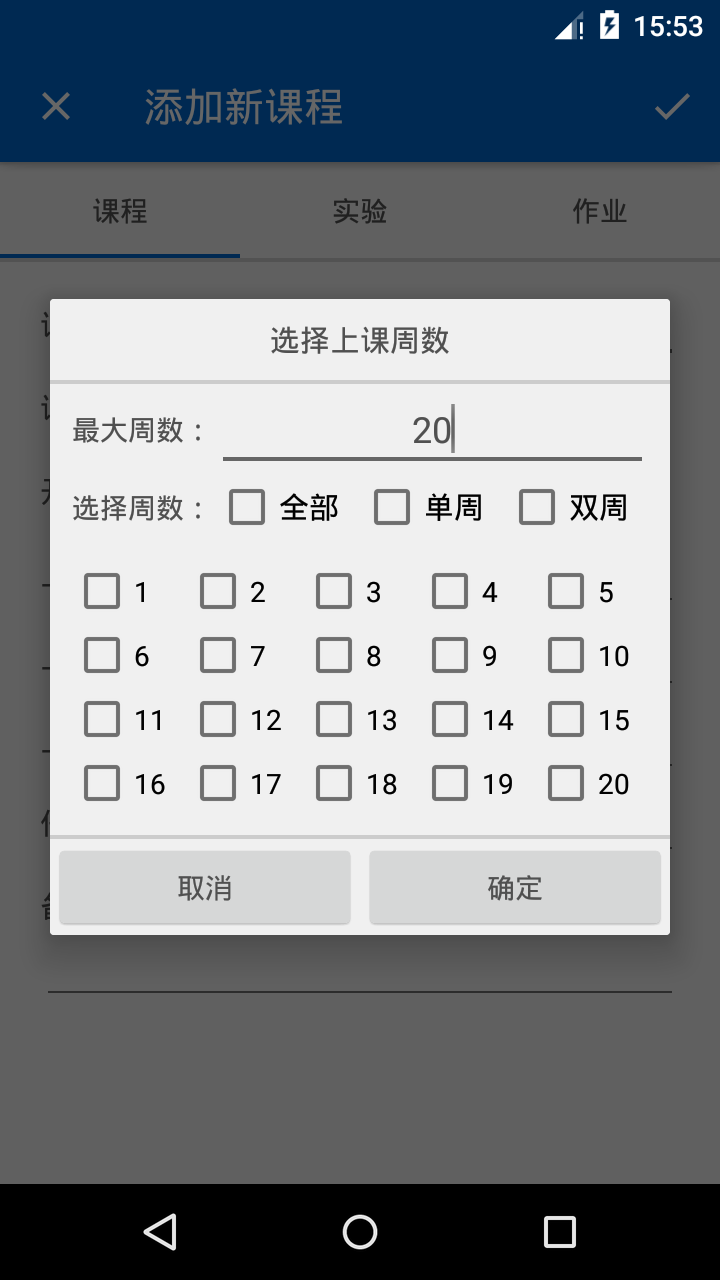 15:53
添加新课程
课程 实验 作业
选择上课周数
最大周数： 20
选择周数： 全部 单周 双周
1 2 3 4 5
6 7 8 9 10
11 12 13 14 15
16 17 18 19 20
取消 确定